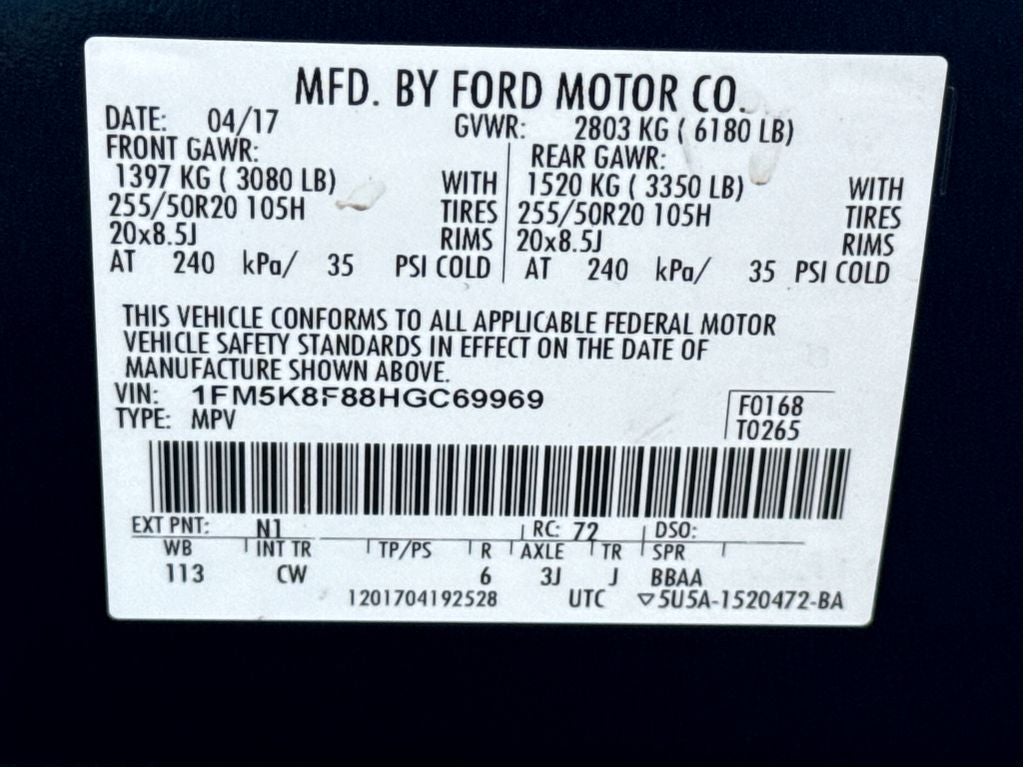 MFD. BY FORD MOTOR CO.
DATE: 04/17 GVWR: 2803 KG ( 6180 LB)
FRONT GAWR: REAR GAWR:
1397 KG ( 3080 LB) WITH 1520 KG ( 3350 LB) WITH
255/50R20 105H TIRES 255/50R20 105H TIRES
20x8.5J RIMS 20x8.5J RIMS
AT 240 kPa/ 35 PSI COLD AT 240 kPa/ 35 PSI COLD
THIS VEHICLE CONFORMS TO ALL APPLICABLE FEDERAL MOTOR
VEHICLE SAFETY STANDARDS IN EFFECT ON THE DATE OF
MANUFACTURE SHOWN ABOVE.
VIN: 1FM5K8F88HGC69969 F0168
TYPE: MPV T0265
EXT PNT: N1 RC: 72 DSO:
WB INT TR TP/PS R AXLE TR SPR
113 CW 6 3J J BBAA
1201704192528 UTC ▽5U5A-1520472-BA